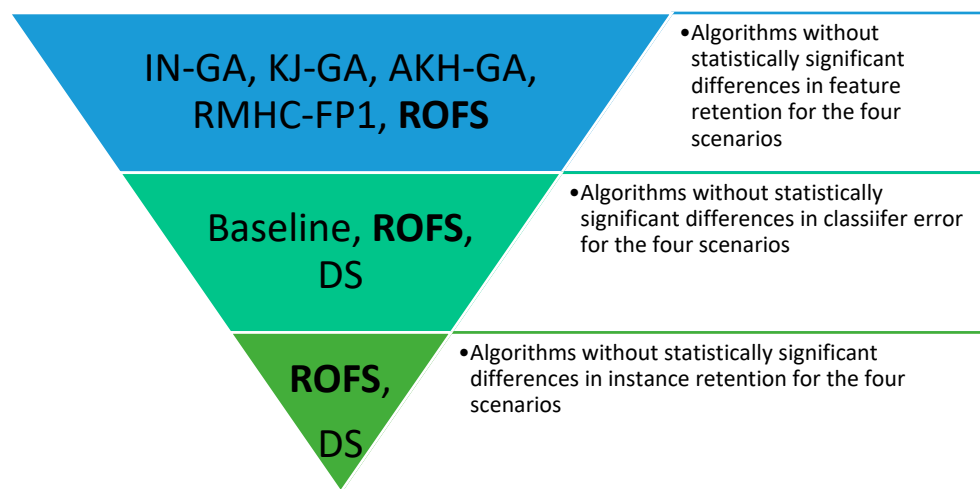 IN-GA, KJ-GA, AKH-GA,
RMHC-FP1, ROFS
•Algorithms without
statistically significant
differences in feature
retention for the four
scenarios
Baseline, ROFS,
DS
•Algorithms without statistically
significant differences in classiifer error
for the four scenarios
ROFS,
DS
•Algorithms without statistically significant
differences in instance retention for the four
scenarios